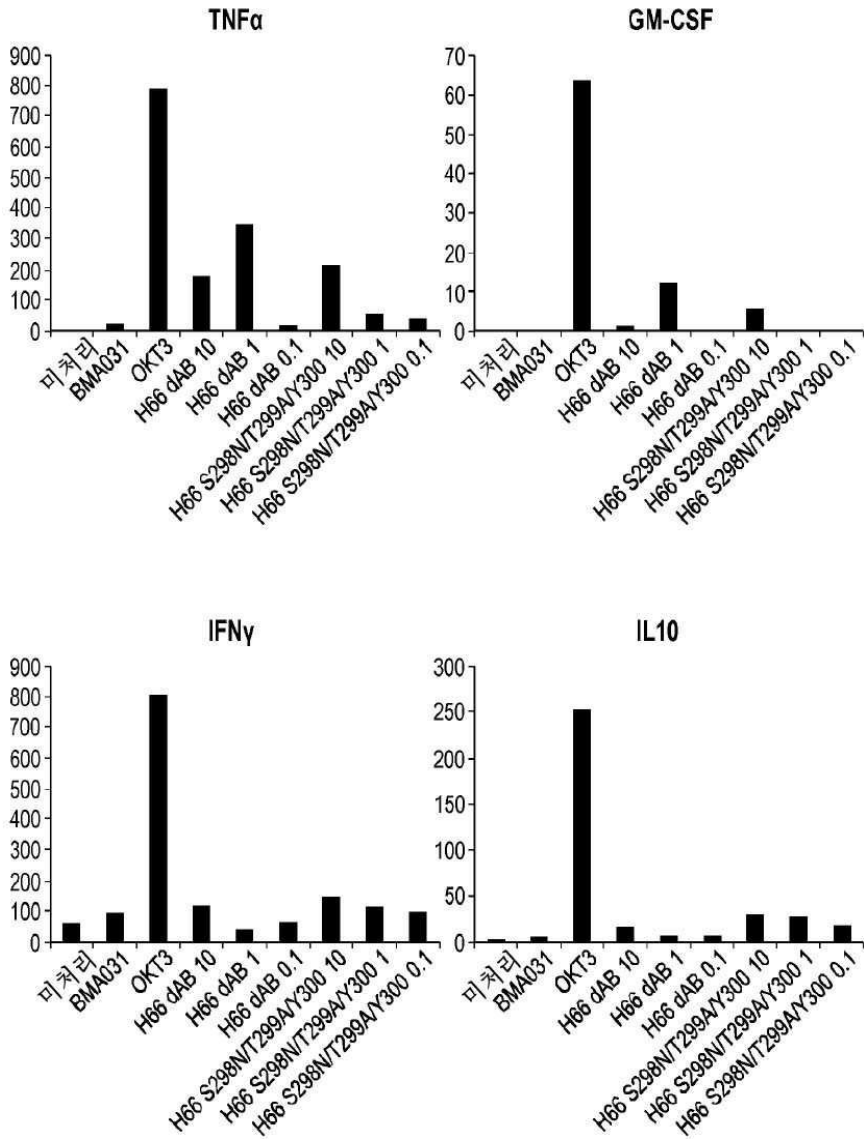 TNFα
900
800
700
600
500
400
300
200
100
0
미처리
BMA031
OKT3
H66 dAB 10
H66 dAB 1
H66 dAB 0.1
H66 S298N/T299A/Y300 10
H66 S298N/T299A/Y300 1
H66 S298N/T299A/Y300 0.1
GM-CSF
70
60
50
40
30
20
10
0
미처리
BMA031
OKT3
H66 dAB 10
H66 dAB 1
H66 dAB 0.1
H66 S298N/T299A/Y300 10
H66 S298N/T299A/Y300 1
H66 S298N/T299A/Y300 0.1
IFNγ
900
800
700
600
500
400
300
200
100
0
미처리
BMA031
OKT3
H66 dAB 10
H66 dAB 1
H66 dAB 0.1
H66 S298N/T299A/Y300 10
H66 S298N/T299A/Y300 1
H66 S298N/T299A/Y300 0.1
IL10
300
250
200
150
100
50
0
미처리
BMA031
OKT3
H66 dAB 10
H66 dAB 1
H66 dAB 0.1
H66 S298N/T299A/Y300 10
H66 S298N/T299A/Y300 1
H66 S298N/T299A/Y300 0.1